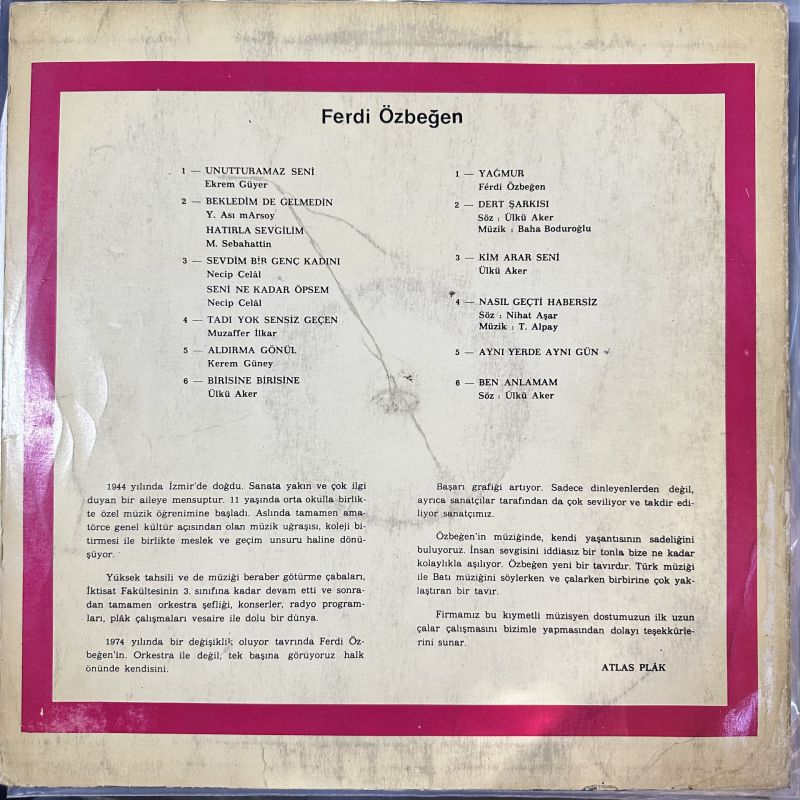 Ferdi Özbeğen
1 — UNUTTURAMAZ SENİ
Ekrem Güyer
2 — BEKLEDİM DE GELMEDİN
Y. Ası mArsoy
HATIRLA SEVGİLİM
M. Sebahattin
3 — SEVDİM BİR GENÇ KADINI
Necip Celâl
SENİ NE KADAR ÖPSEM
Necip Celâl
4 — TADI YOK SENSİZ GEÇEN
Muzaffer İlkar
5 — ALDIRMA GÖNÜL
Kerem Güney
6 — BİRİSİNE BİRİSİNE
Ülkü Aker
1 — YAĞMUR
Férdi Özbeğen
2 — DERT ŞARKISI
Söz : Ülkü Aker
Müzik : Baha Boduroğlu
3 — KİM ARAR SENİ
Ülkü Aker
4 — NASIL GEÇTİ HABERSİZ
Söz : Nihat Aşar
Müzik : T. Alpay
5 — AYNI YERDE AYNI GÜN
6 — BEN ANLAMAM
Söz : Ülkü Aker
1944 yılında İzmir'de doğdu. Sanata yakın ve çok ilgi
duyan bir aileye mensuptur. 11 yaşında orta okulla birlik-
te özel müzik öğrenimine başladı. Aslında tamamen ama-
törce genel kültür açısından olan müzik uğraşısı, koleji bi-
tirmesi ile birlikte meslek ve geçim unsuru haline dönü-
şüyor.
Yüksek tahsili ve de müziği beraber götürme çabaları,
İktisat Fakültesinin 3. sınıfına kadar devam etti ve sonra-
dan tamamen orkestra şefliği, konserler, radyo program-
ları, plâk çalışmaları vesaire ile dolu bir dünya.
1974 yılında bir değişiklik oluyor tavrında Ferdi Öz-
beğen'in. Orkestra ile değil, tek başına görüyoruz halk
önünde kendisini.
Başarı grafiği artıyor. Sadece dinleyenlerden değil,
ayrıca sanatçılar tarafından da çok seviliyor ve takdir edi-
liyor sanatçımız.
Özbeğen'in müziğinde, kendi yaşantısının sadeliğini
buluyoruz. İnsan sevgisini iddiasız bir tonla bize ne kadar
kolaylıkla aşılıyor. Özbeğen yeni bir tavırdır. Türk müziği
ile Batı müziğini söylerken ve çalarken birbirine çok yak-
laştıran bir tavır.
Firmamız bu kıymetli müzisyen dostumuzun ilk uzun
çalar çalışmasını bizimle yapmasından dolayı teşekkürle-
rini sunar.
ATLAS PLÂK